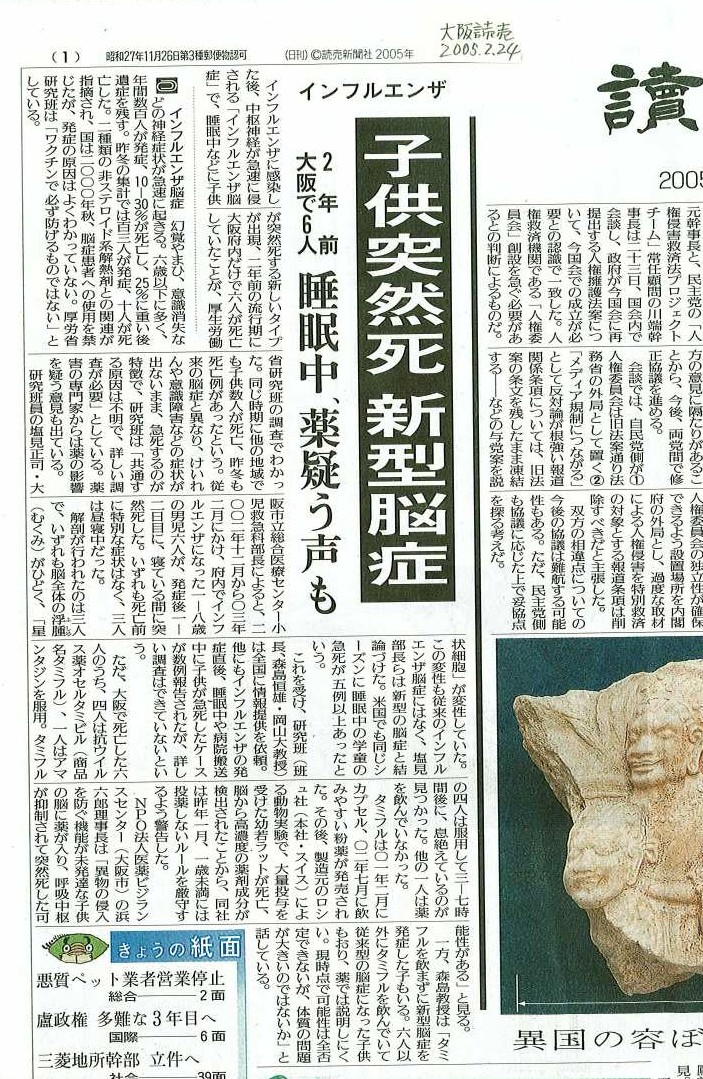 (1)
昭和27年11月26日第3種郵便物認可
(日刊)©読売新聞社2005年
大阪読売
2005.2.24
讀
2005
元幹事長と、民主党の「人
権侵害救済法プロジェクト
チーム」常任顧問の川端幹
事長は二十三日、国会内で
会談し、政府が今国会に再
提出する人権擁護法案につ
いて、今国会での成立が必
要との認識で一致した。人
権救済機関である「人権委
員会」創設を急ぐ必要があ
るとの判断によるものだ。
方の意見に隔たりがあるこ
とから、今後、両党間で修
正協議を進める。
会談では、自民党側が①
人権委員会は旧法案通り法
務省の外局として置く②
「メディア規制につながる」
として反対論が根強い報道
関係条項については、旧法
案の条文を残したまま凍結
する――などの与党案を説
人権委員会の独立性が確保
できるよう設置場所を内閣
府の外局とし、過度な取材
による人権侵害を特別救済
の対象とする報道条項は削
除すべきだと主張した。
双方の相違点についての
今後の協議は難航する可能
性もある。ただ、民主党側
も協議に応じた上で妥協点
を探る考えだ。
インフルエンザ
子供突然死 新型脳症
2年前
大阪で6人
睡眠中、薬疑う声も
インフルエンザに感染し
た後、中枢神経が急速に侵
される「インフルエンザ脳
症」で、睡眠中などに子供
が突然死する新しいタイプ
が出現、二年前の流行期に
大阪府内だけで六人が死亡
していたことが、厚生労働
省研究班の調査でわかっ
た。同じ時期に他の地域で
も子供数人が死亡、昨冬も
死亡例があったという。従
来の脳症と異なり、けいれ
んや意識障害などの症状が
出ないまま、急死するのが
特徴で、研究班は「共通す
る原因は不明で、詳しい調
査が必要」としている。薬
害の専門家からは薬の影響
を疑う意見も出ている。
研究班員の塩見正司・大
阪市立総合医療センター小
児救急科部長によると、二
〇〇二年十二月から〇三年
二月にかけ、府内でインフ
ルエンザになった一―八歳
の男児六人が、発症後一―
二日目に、寝ている間に突
然死した。いずれも死亡前
に特別な症状はなく、三人
は昼寝中だった。
解剖が行われたのは三人
で、いずれも脳全体の浮腫
(むくみ)がひどく、「星
状細胞」が変性していた。
この変性も従来のインフル
エンザ脳症にはなく、塩見
部長らは新型の脳症と結
論づけた。米国でも同じシ
ーズンに睡眠中の学童の
急死が五例以上あったと
いう。
これを受け、研究班(班
長、森島恒雄・岡山大教授)
は全国に情報提供を依頼。
他にもインフルエンザの発
症直後、睡眠中や病院搬送
中に子供が急死したケース
が数例報告されたが、詳し
い調査はできていないとい
う。
ただ、大阪で死亡した六
人のうち、四人は抗ウイル
ス薬オセルタミビル(商品
名タミフル)、一人はアマ
ンタジンを服用。タミフル
の四人は服用して三―七時
間後に、息絶えているのが
見つかった。他の一人は薬
を飲んでいなかった。
タミフルは〇一年二月に
カプセル、〇二年七月に飲
みやすい粉薬が発売され
た。その後、製造元のロシ
ュ社(本社・スイス)によ
る動物実験で、大量投与を
受けた幼若ラットが死亡、
脳から高濃度の薬剤成分が
検出されたことから、同社
は昨年一月、一歳未満には
投薬しないルールを厳守す
るよう警告した。
NPO法人医薬ビジラン
スセンター(大阪市)の浜
六郎理事長は「異物の侵入
を防ぐ機能が未発達な子供
の脳に薬が入り、呼吸中枢
が抑制されて突然死した可
能性がある」と見る。
一方、森島教授は「タミ
フルを飲まずに新型脳症を
発症した子もいる。六人以
外にタミフルを飲んでいて
従来型の脳症になった子供
もおり、薬では説明しにく
い。現時点で可能性は全否
定できないが、体質の問題
が大きいのではないか」と
話している。
インフルエンザ脳症 幻覚やまひ、意識消失な
どの神経症状が急速に起きる。六歳以下に多く、
年間数百人が発症、10―30%が死亡し、25%に重い後
遺症を残す。昨冬の集計では百三人が発症、十人が死
亡した。一種類の非ステロイド系解熱剤との関連が
指摘され、国は二〇〇〇年秋、脳症患者への使用を禁
じたが、発症の原因はよくわかっていない。厚労省
研究班は「ワクチンで必ず防げるものではない」と
している。
きょうの紙面
悪質ペット業者営業停止
総合――2面
盧政権 多難な3年目へ
国際――6面
三菱地所幹部 立件へ
社会――39面
異国の容ぼ
見